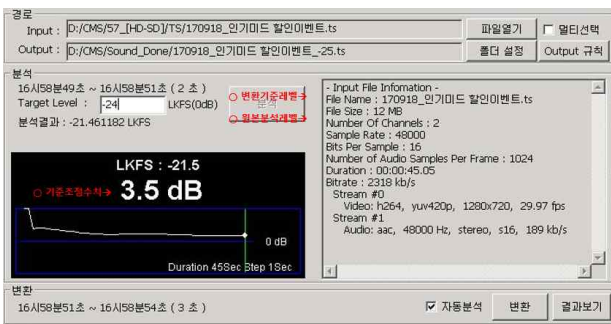 경로
Input : D:/CMS/57_[HD-SD]/TS/170918_인기미드 할인이벤트.ts 파일열기 멀티선택
Output : D:/CMS/Sound_Done/170918_인기미드 할인이벤트_-25.ts 폴더 설정 Output 규칙
분석
16시58분49초 ~ 16시58분51초 ( 2 초 )
Target Level : -24 LKFS(0dB)
○ 변환기준레벨→
분석
분석결과 : -21.461182 LKFS
○ 원본분석레벨→
LKFS : -21.5
○ 기준조정수치→ 3.5 dB
0 dB
Duration 45Sec Step 1Sec
- Input File Infomation -
File Name : 170918_인기미드 할인이벤트.ts
File Size : 12 MB
Number Of Channels : 2
Sample Rate : 48000
Bits Per Sample : 16
Number of Audio Samples Per Frame : 1024
Duration : 00:00:45.05
Bitrate : 2318 kb/s
Stream #0
Video: h264, yuv420p, 1280x720, 29.97 fps
Stream #1
Audio: aac, 48000 Hz, stereo, s16, 189 kb/s
변환
16시58분51초 ~ 16시58분54초 ( 3 초 ) 자동분석 변환 결과보기